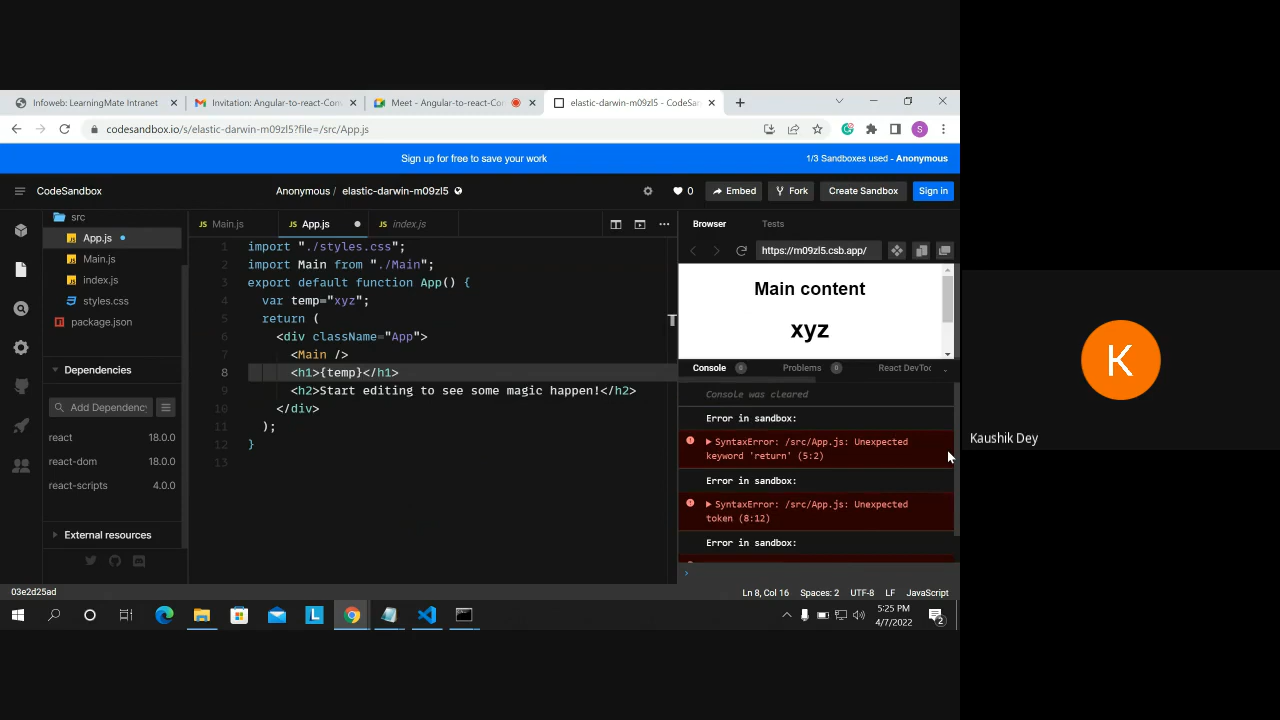 Infoweb: LearningMate Intranet
Invitation: Angular-to-react-Con
Meet - Angular-to-react-Co
elastic-darwin-m09zl5 - CodeSan
codesandbox.io/s/elastic-darwin-m09zl5?file=/src/App.js
S
Sign up for free to save your work
1/3 Sandboxes used - Anonymous
CodeSandbox
Anonymous / elastic-darwin-m09zl5
0
Embed
Fork
Create Sandbox
Sign in
src
App.js
Main.js
index.js
styles.css
package.json
Dependencies
Add Dependenc
react 18.0.0
react-dom 18.0.0
react-scripts 4.0.0
External resources
Main.js
App.js
index.js
1 import "./styles.css";
2 import Main from "./Main";
3 export default function App() {
4 var temp="xyz";
5 return (
6 <div className="App">
7 <Main />
8 <h1>{temp}</h1>
9 <h2>Start editing to see some magic happen!</h2>
10 </div>
11 );
12 }
13
Browser
Tests
https://m09zl5.csb.app/
Main content
xyz
Console 0
Problems 0
React DevToo
Console was cleared
Error in sandbox:
SyntaxError: /src/App.js: Unexpected
keyword 'return' (5:2)
Error in sandbox:
SyntaxError: /src/App.js: Unexpected
token (8:12)
Error in sandbox:
03e2d25ad
Ln 8, Col 16
Spaces: 2
UTF-8
LF
JavaScript
L
5:25 PM
4/7/2022
2
K
Kaushik Dey